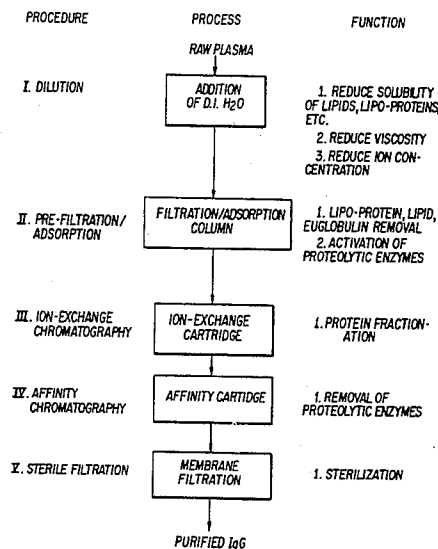 PROCEDURE PROCESS FUNCTION
RAW PLASMA
I. DILUTION
ADDITION
OF D.I. H2O
1. REDUCE SOLUBILITY
OF LIPIDS, LIPO-PROTEINS,
ETC.
2. REDUCE VISCOSITY
3. REDUCE ION CON-
CENTRATION
II. PRE-FILTRATION/
ADSORPTION
FILTRATION/ADSORPTION
COLUMN
1. LIPO-PROTEIN, LIPID,
EUGLOBULIN REMOVAL
2. ACTIVATION OF
PROTEOLYTIC ENZYMES
III. ION-EXCHANGE
CHROMATOGRAPHY
ION-EXCHANGE
CARTRIDGE
1. PROTEIN FRACTION-
ATION
IV. AFFINITY
CHROMATOGRAPHY
AFFINITY CARTIDGE
1. REMOVAL OF
PROTEOLYTIC ENZYMES
V. STERILE FILTRATION
MEMBRANE
FILTRATION
1. STERILIZATION
PURIFIED IgG